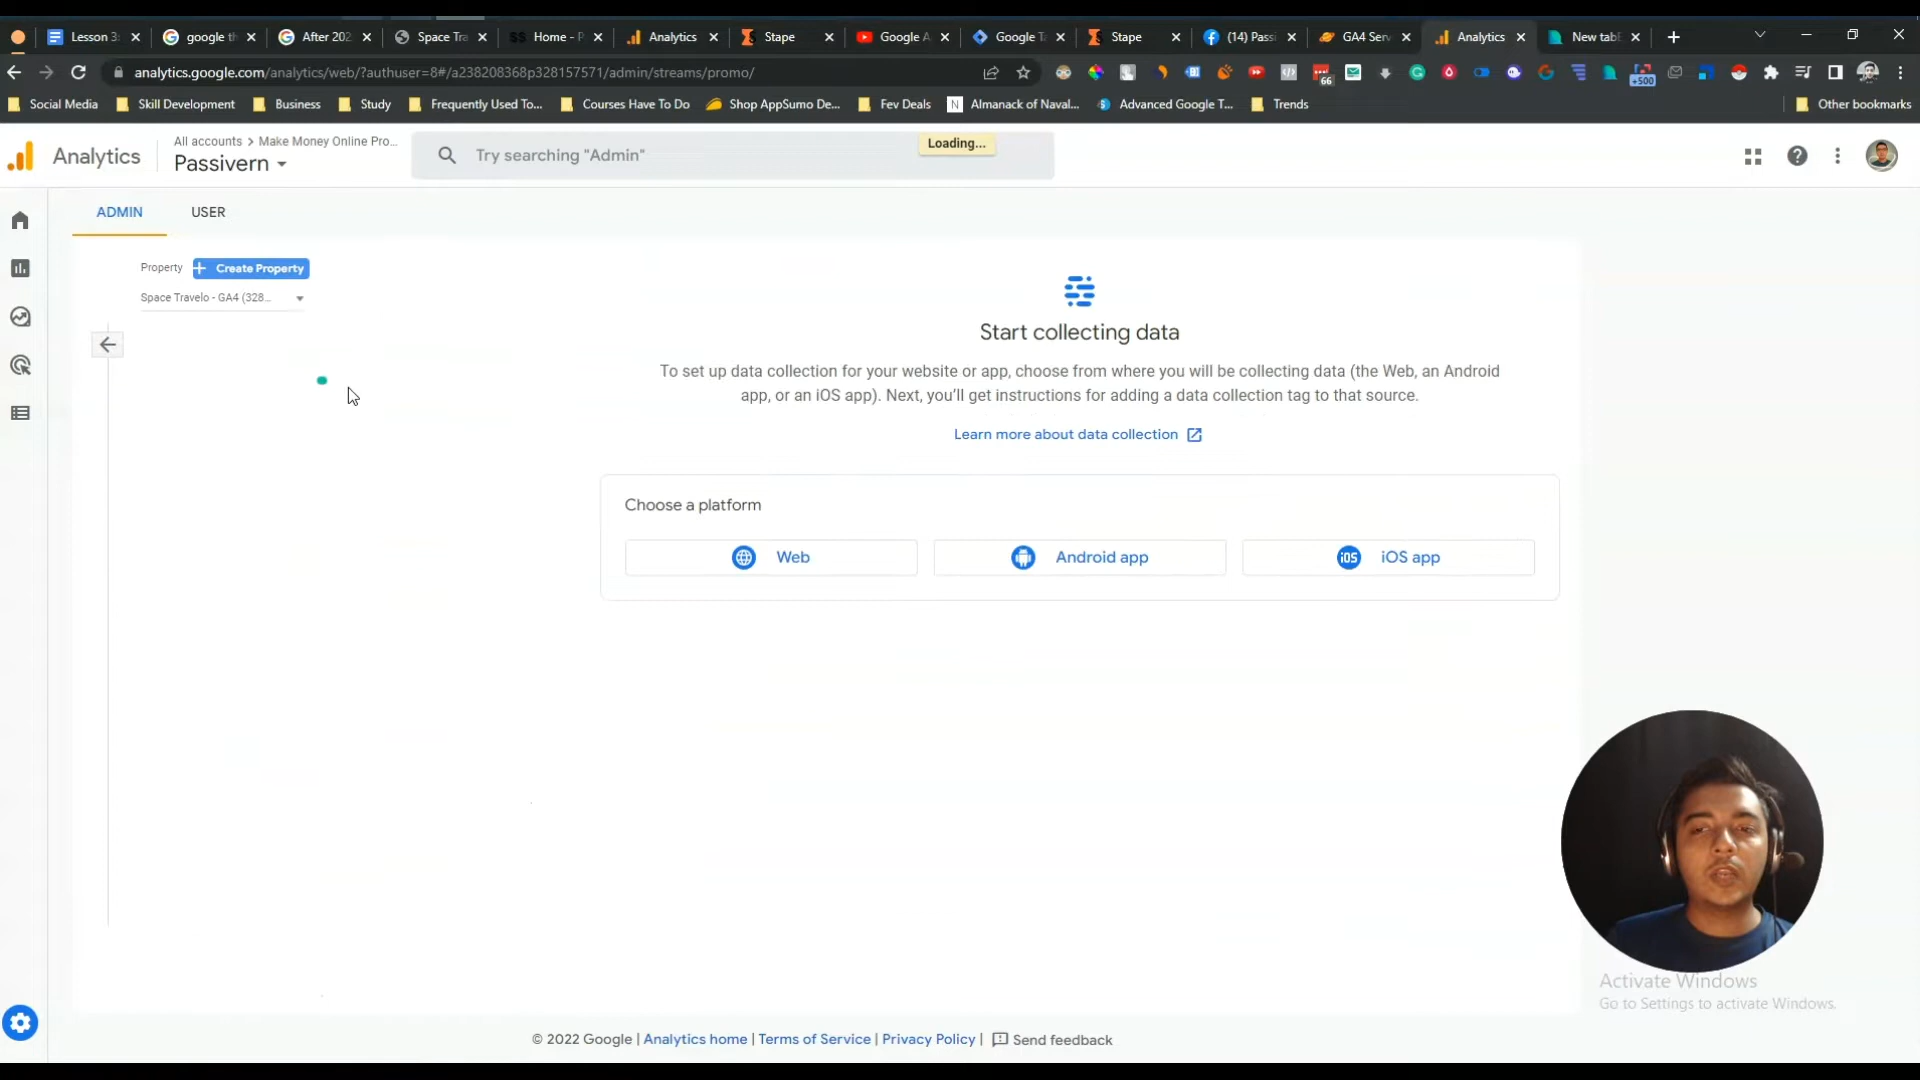 Lesson 3:
google th
After 202
Space Tra
Home - P
Analytics
Stape
Google A
Google T
Stape
(14) Passi
GA4 Serv
Analytics
New tab
analytics.google.com/analytics/web/?authuser=8#/a238208368p328157571/admin/streams/promo/
66
+500
Social Media
Skill Development
Business
Study
Frequently Used To...
Courses Have To Do
Shop AppSumo De...
Fev Deals
N Almanack of Naval...
Advanced Google T...
Trends
Other bookmarks
Analytics
All accounts > Make Money Online Pro...
Passivern
Try searching "Admin"
Loading...
ADMIN
USER
Property
Create Property
Space Travelo - GA4 (328...
Start collecting data
To set up data collection for your website or app, choose from where you will be collecting data (the Web, an Android
app, or an iOS app). Next, you'll get instructions for adding a data collection tag to that source.
Learn more about data collection
Choose a platform
Web
Android app
iOS iOS app
Activate Windows
Go to Settings to activate Windows.
© 2022 Google | Analytics home | Terms of Service | Privacy Policy | Send feedback